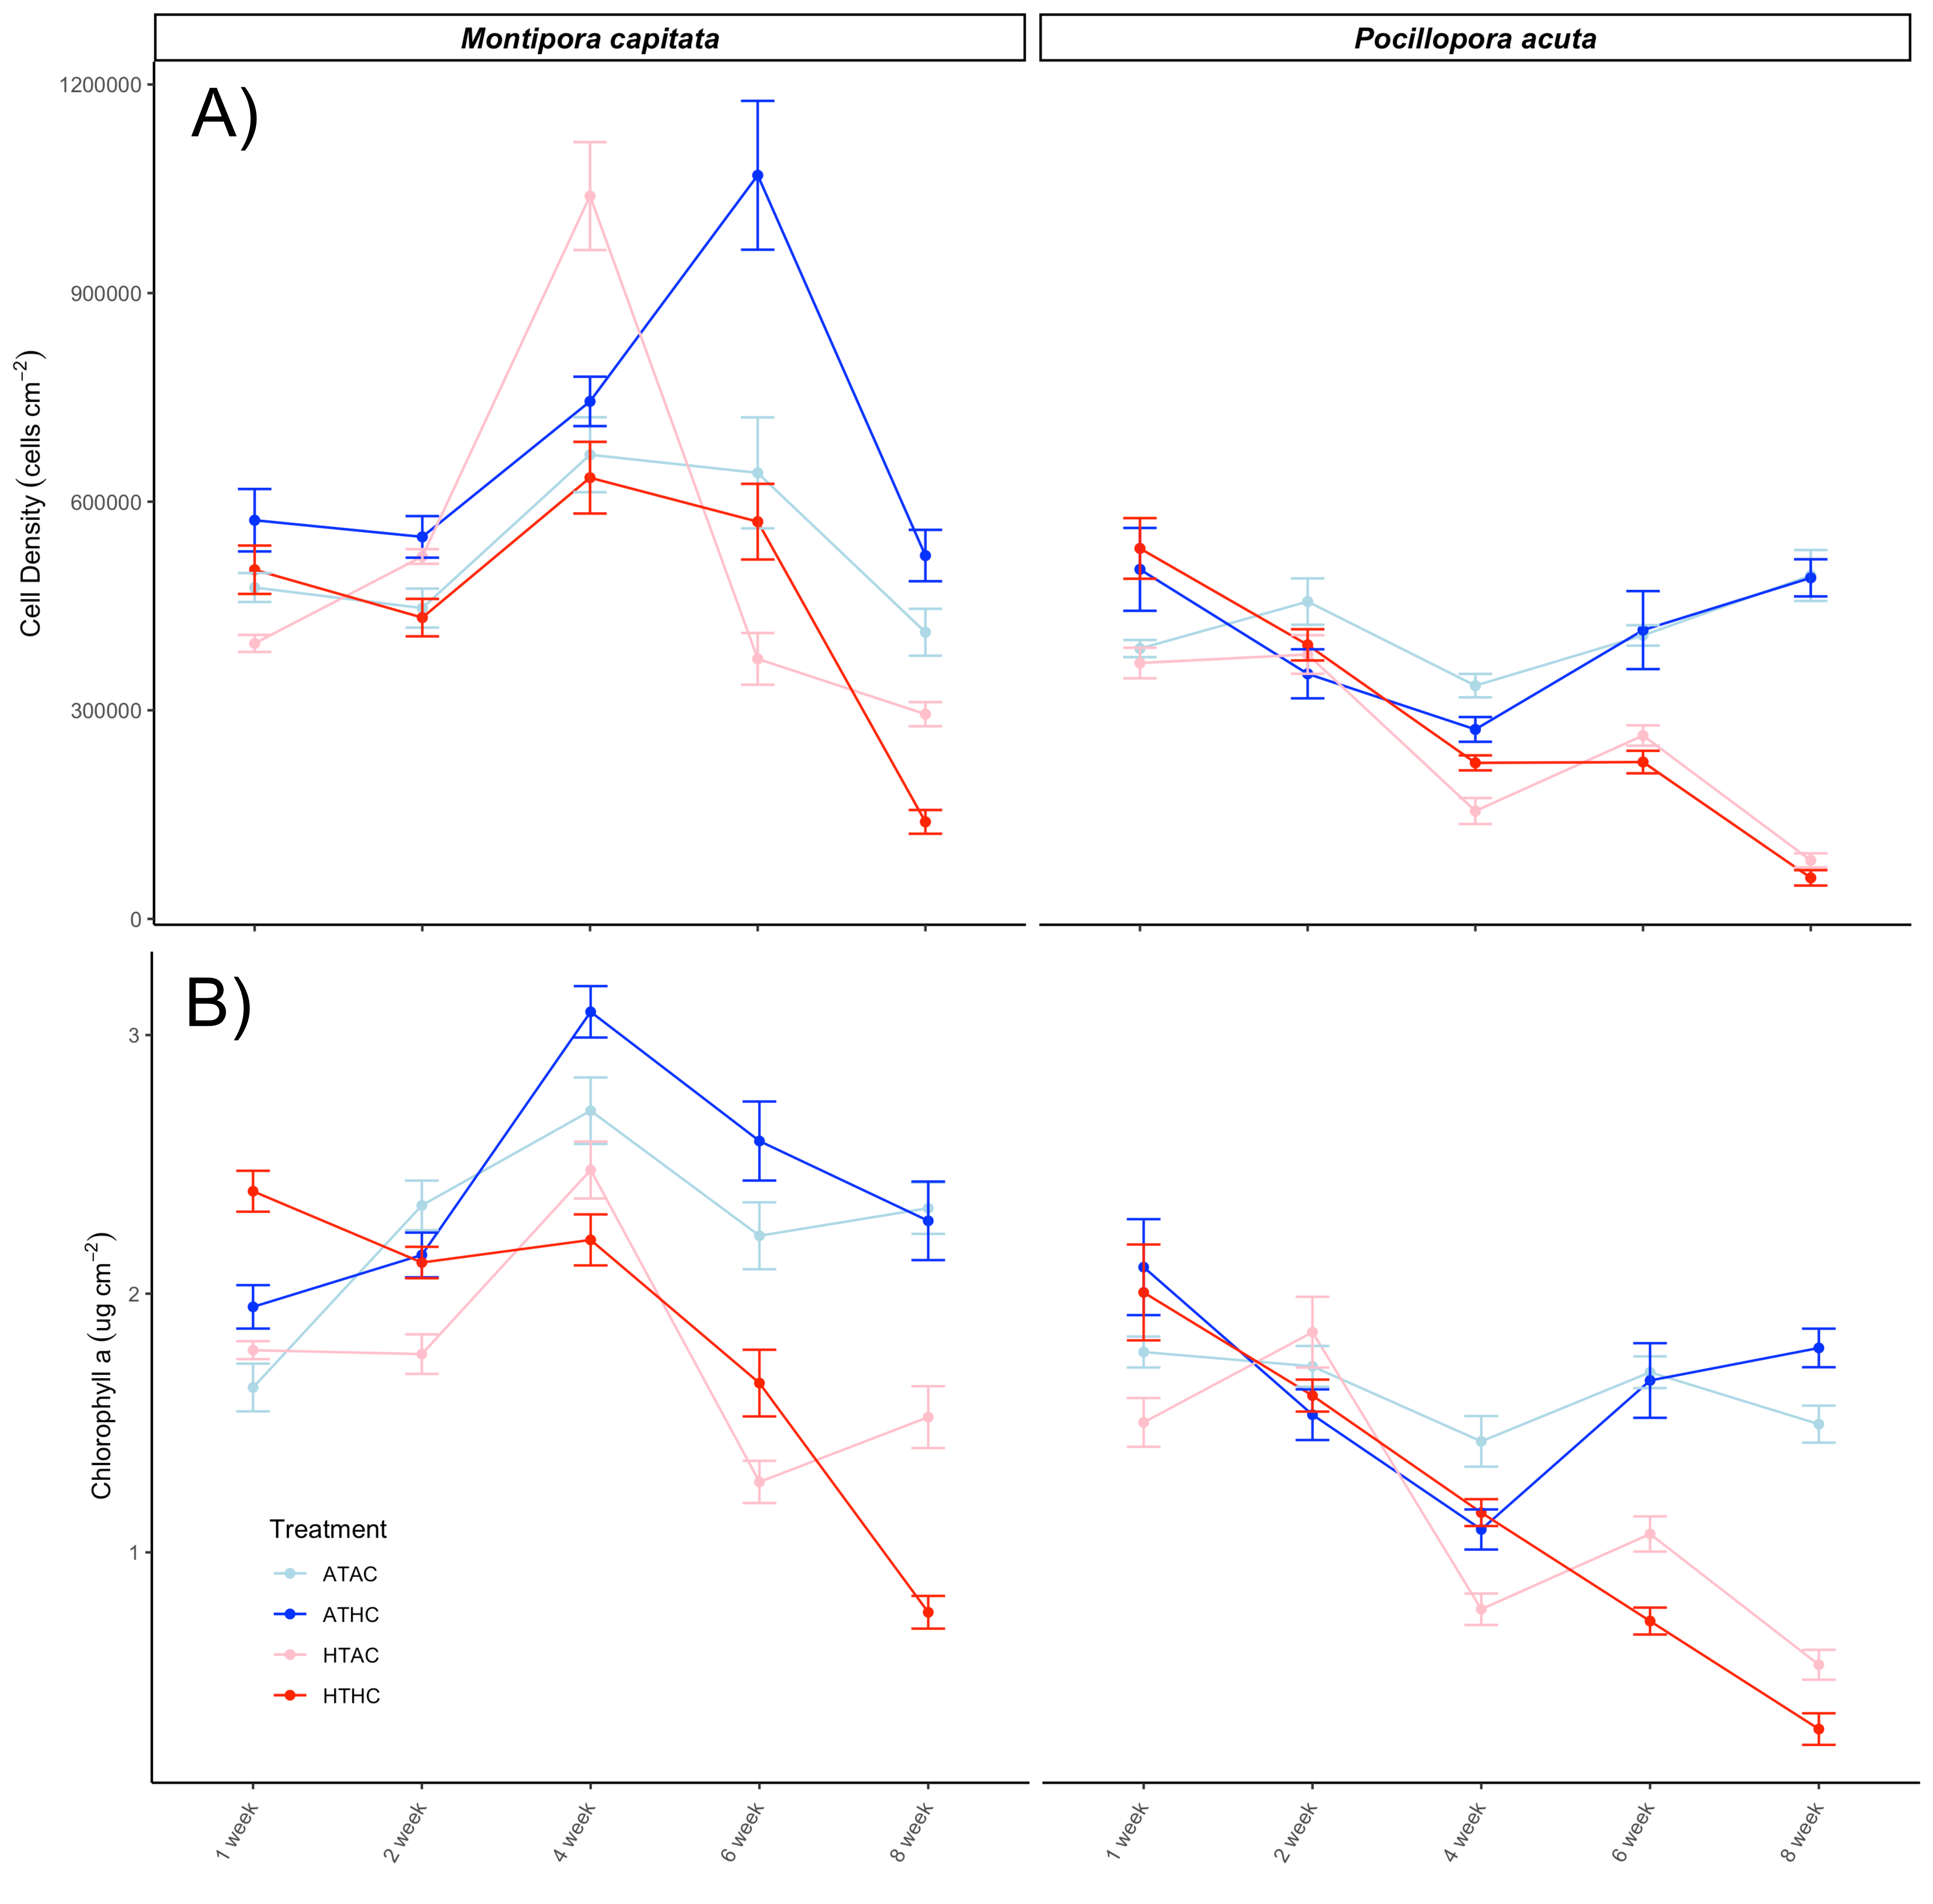 Montipora capitata
Pocillopora acuta
A)
1200000
900000
600000
300000
0
Cell Density (cells cm−2)
B)
3
2
1
Chlorophyll a (ug cm−2)
Treatment
ATAC
ATHC
HTAC
HTHC
1 week
2 week
4 week
6 week
8 week
1 week
2 week
4 week
6 week
8 week